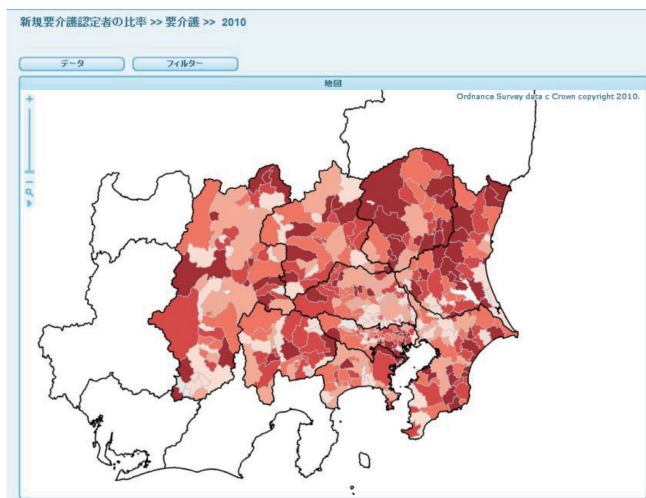 新規要介護認定者の比率 >> 要介護 >> 2010
データ
フィルター
地図
Ordnance Survey data c Crown copyright 2010.